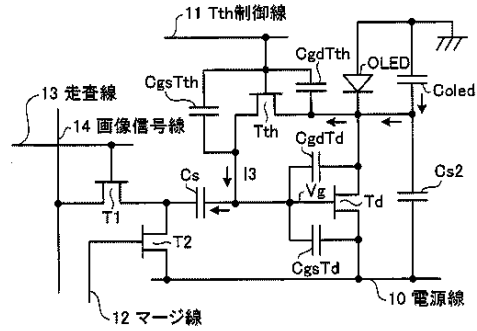 11 Tth制御線
CgdTth
OLED
CgsTth
Coled
13 走査線
14 画像信号線
Tth
CgdTd
Cs
I3
Cs2
Vg
Td
T1
T2
CgsTd
10 電源線
12 マージ線